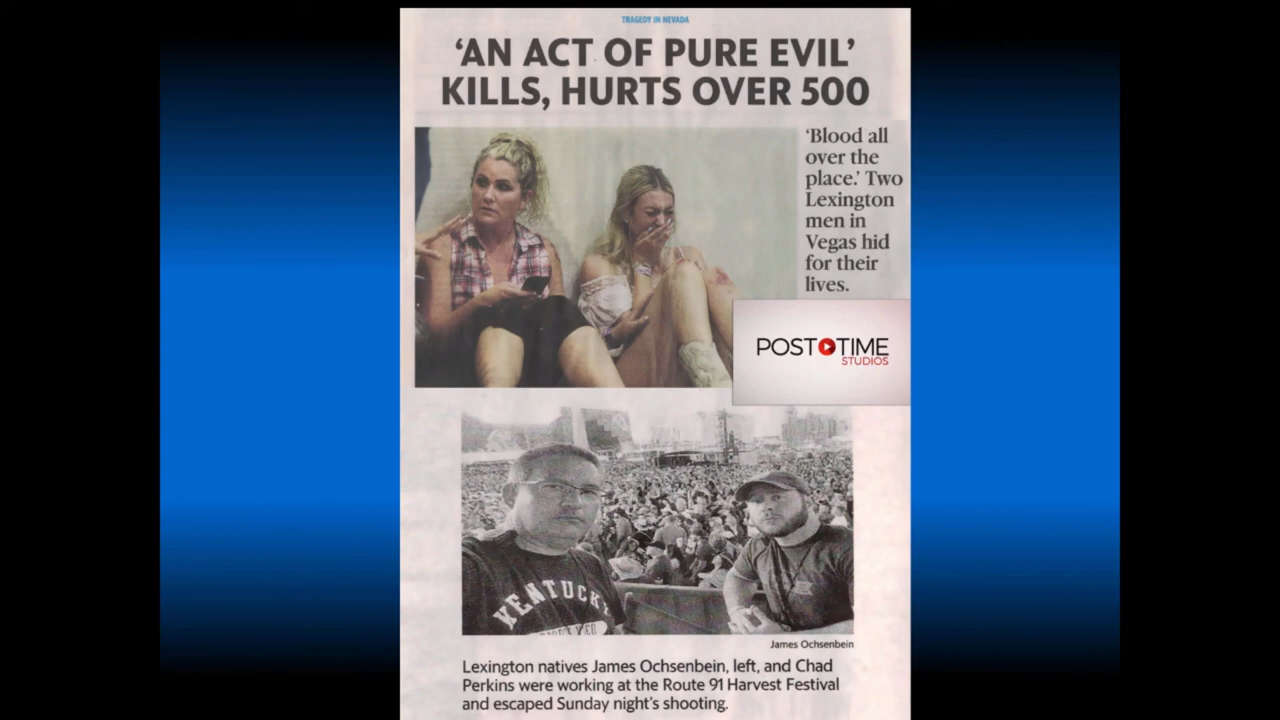 TRAGEDY IN NEVADA
‘AN ACT OF PURE EVIL’
KILLS, HURTS OVER 500
‘Blood all
over the
place.’ Two
Lexington
men in
Vegas hid
for their
lives.
POST TIME
STUDIOS
KENTUCKY
James Ochsenbein
Lexington natives James Ochsenbein, left, and Chad
Perkins were working at the Route 91 Harvest Festival
and escaped Sunday night’s shooting.